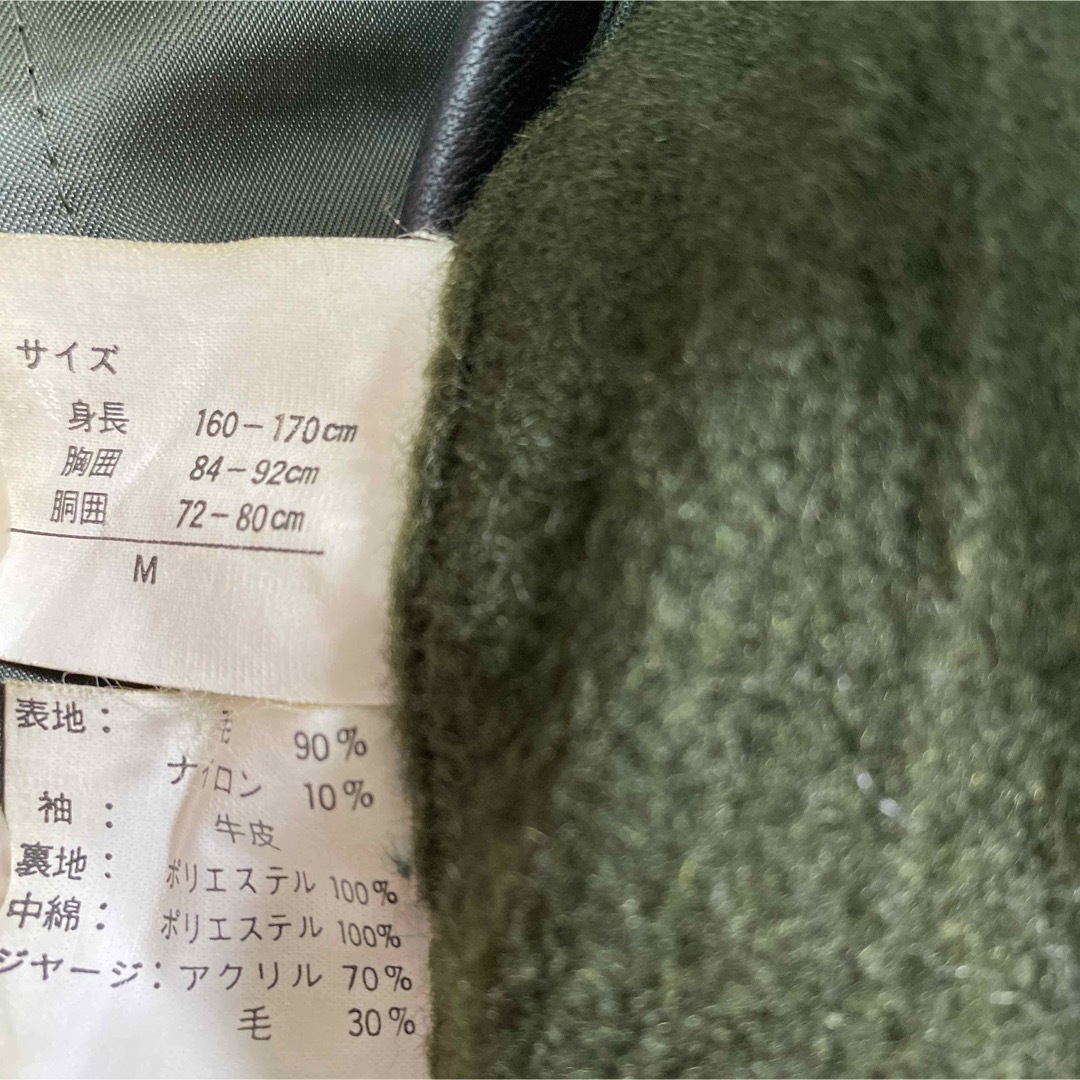 サイズ
身長 160-170cm
胸囲 84-92cm
胴囲 72-80cm
M
表地: 毛 90%
ナイロン 10%
袖: 牛皮
裏地: ポリエステル 100%
中綿: ポリエステル 100%
ジャージ: アクリル 70%
毛 30%